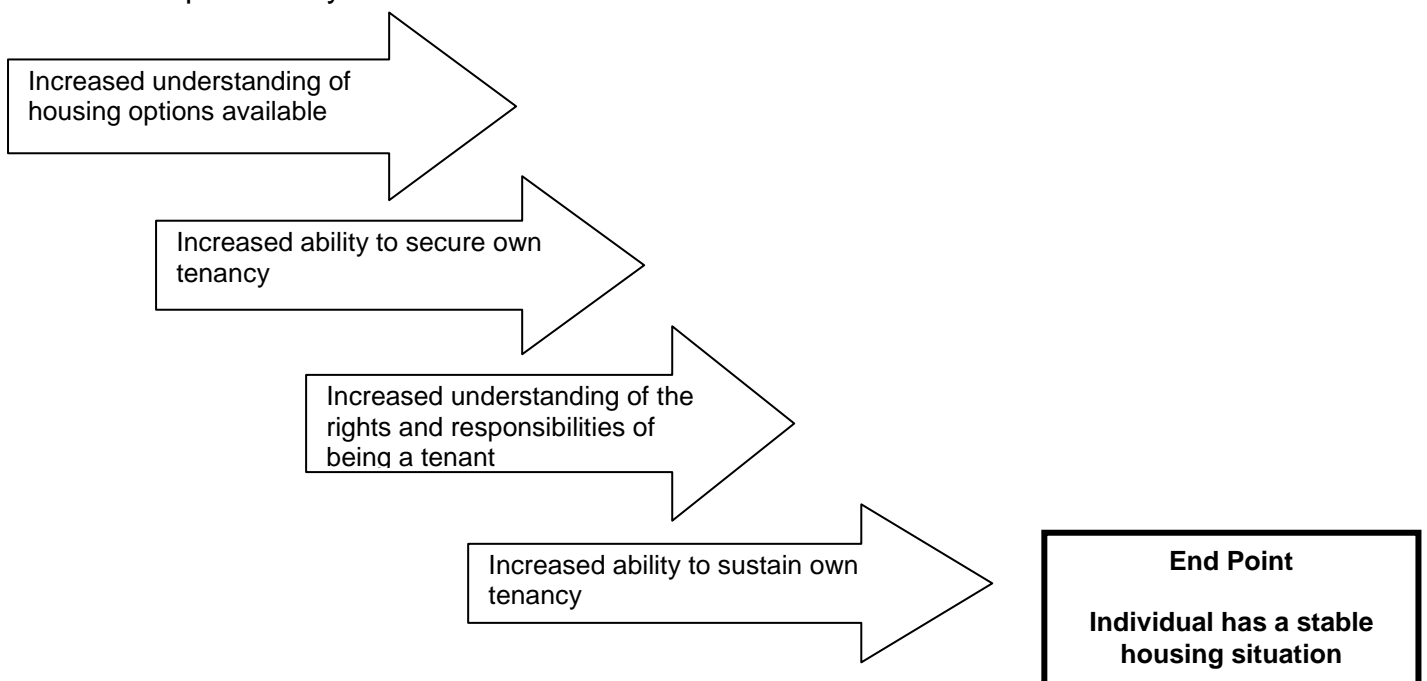 Increased understanding of
housing options available
Increased ability to secure own
tenancy
Increased understanding of the
rights and responsibilities of
being a tenant
Increased ability to sustain own
tenancy
End Point
Individual has a stable
housing situation